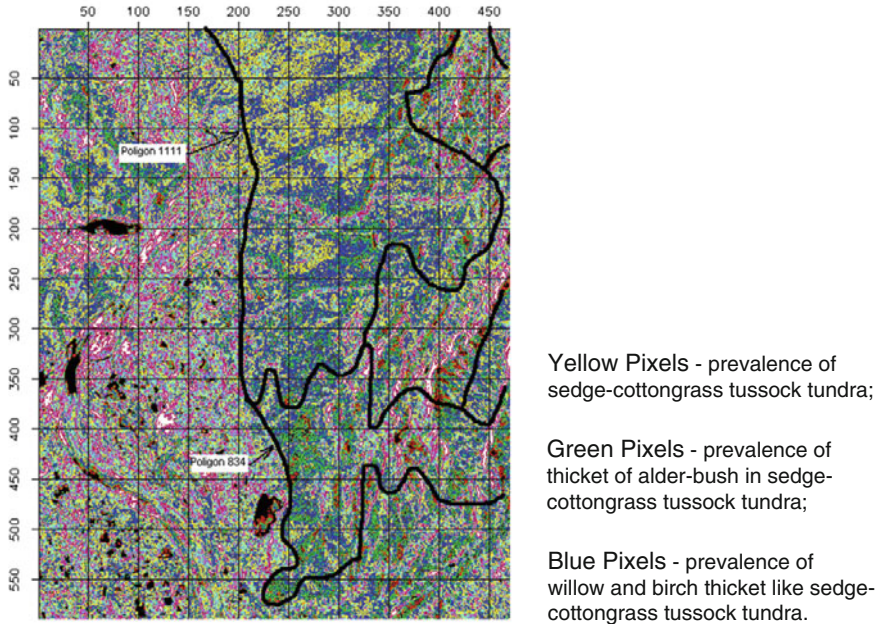 50 100 150 200 250 300 350 400 450
50
100
Poligon 1111
150
200
250
300
350
400
Poligon 834
450
500
550
Yellow Pixels - prevalence of
sedge-cottongrass tussock tundra;
Green Pixels - prevalence of
thicket of alder-bush in sedge-
cottongrass tussock tundra;
Blue Pixels - prevalence of
willow and birch thicket like sedge-
cottongrass tussock tundra.